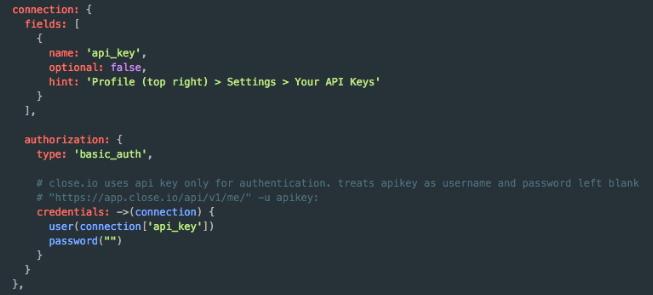 connection: {
  fields: [
    {
      name: 'api_key',
      optional: false,
      hint: 'Profile (top right) > Settings > Your API Keys'
    }
  ],

  authorization: {
    type: 'basic_auth',

    # close.io uses api key only for authentication. treats apikey as username and password left blank
    # "https://app.close.io/api/v1/me/" -u apikey:
    credentials: ->(connection) {
      user(connection['api_key'])
      password("")
    }
  }
},